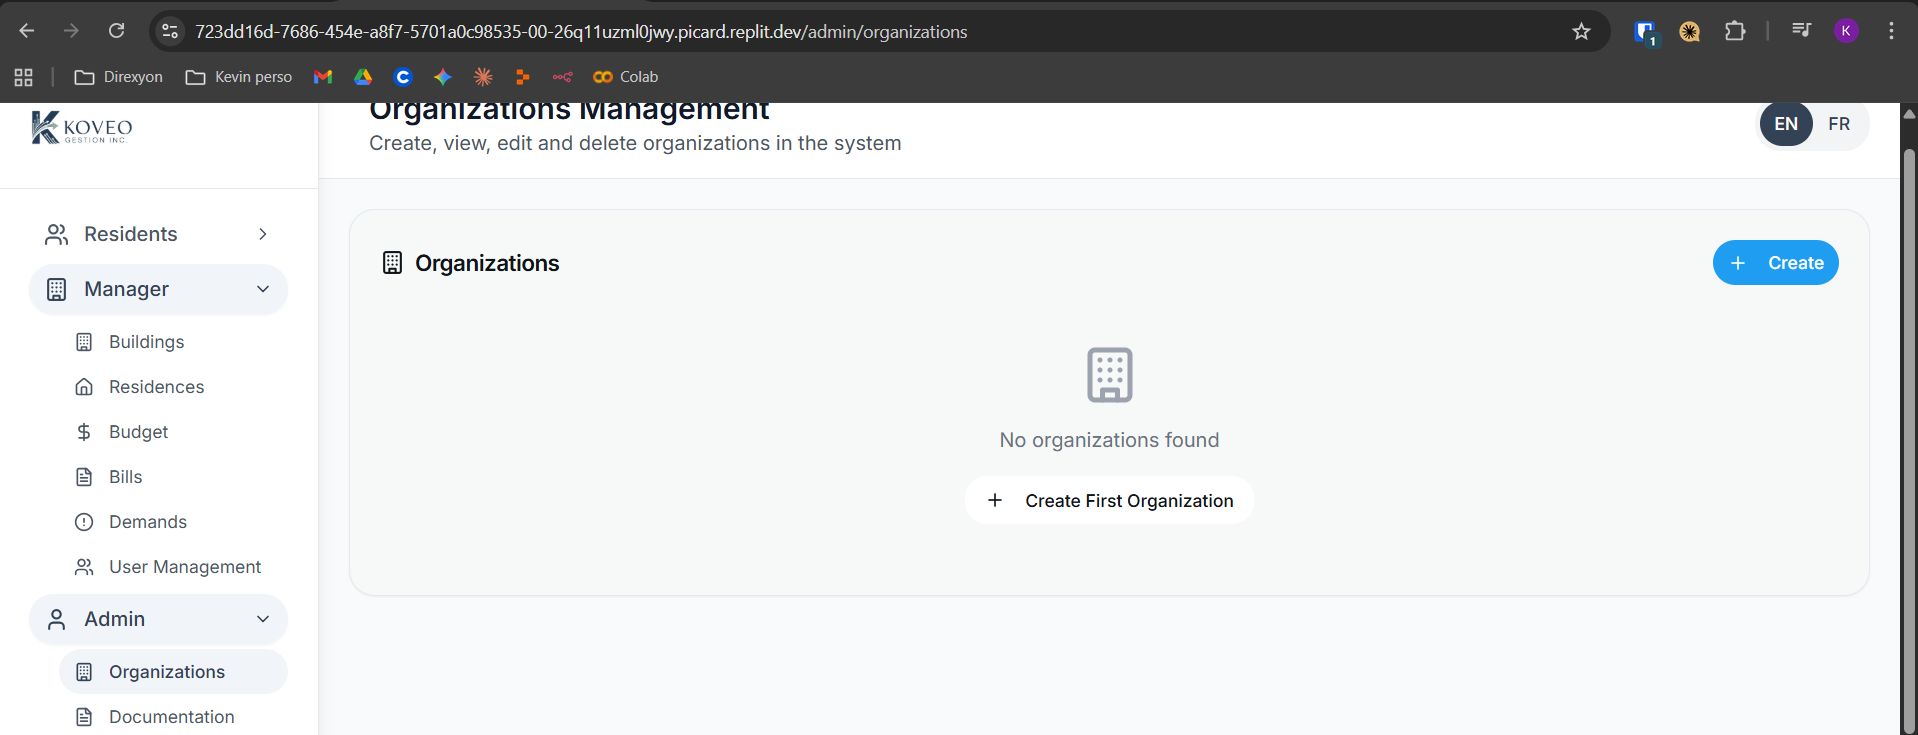 723dd16d-7686-454e-a8f7-5701a0c98535-00-26q11uzml0jwy.picard.replit.dev/admin/organizations
1
K
Direxyon
Kevin perso
Colab
KOVEO
GESTION INC.
Organizations Management
Create, view, edit and delete organizations in the system
EN FR
Residents
Manager
Buildings
Residences
Budget
Bills
Demands
User Management
Admin
Organizations
Documentation
Organizations
+ Create
No organizations found
+ Create First Organization